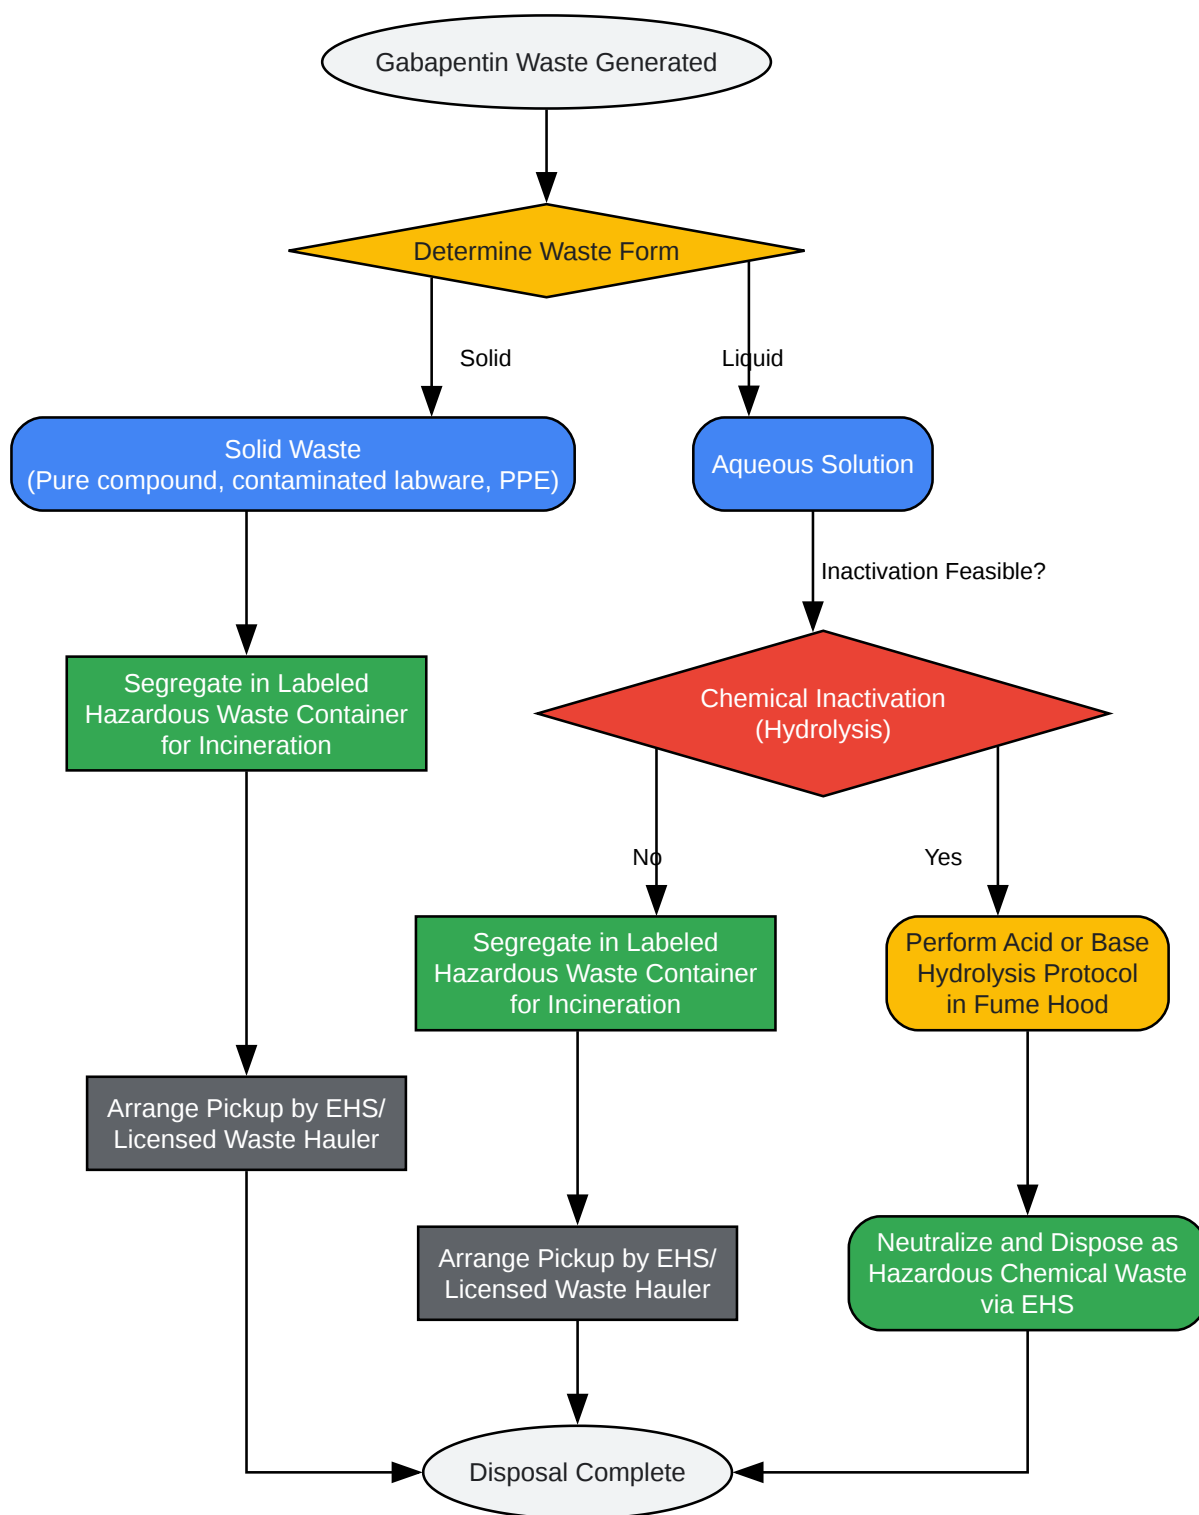 Gabapentin Waste Generated
Determine Waste Form
Solid
Liquid
Solid Waste
(Pure compound, contaminated labware, PPE)
Aqueous Solution
Inactivation Feasible?
Segregate in Labeled
Hazardous Waste Container
for Incineration
Chemical Inactivation
(Hydrolysis)
No
Yes
Segregate in Labeled
Hazardous Waste Container
for Incineration
Perform Acid or Base
Hydrolysis Protocol
in Fume Hood
Arrange Pickup by EHS/
Licensed Waste Hauler
Arrange Pickup by EHS/
Licensed Waste Hauler
Neutralize and Dispose as
Hazardous Chemical Waste
via EHS
Disposal Complete